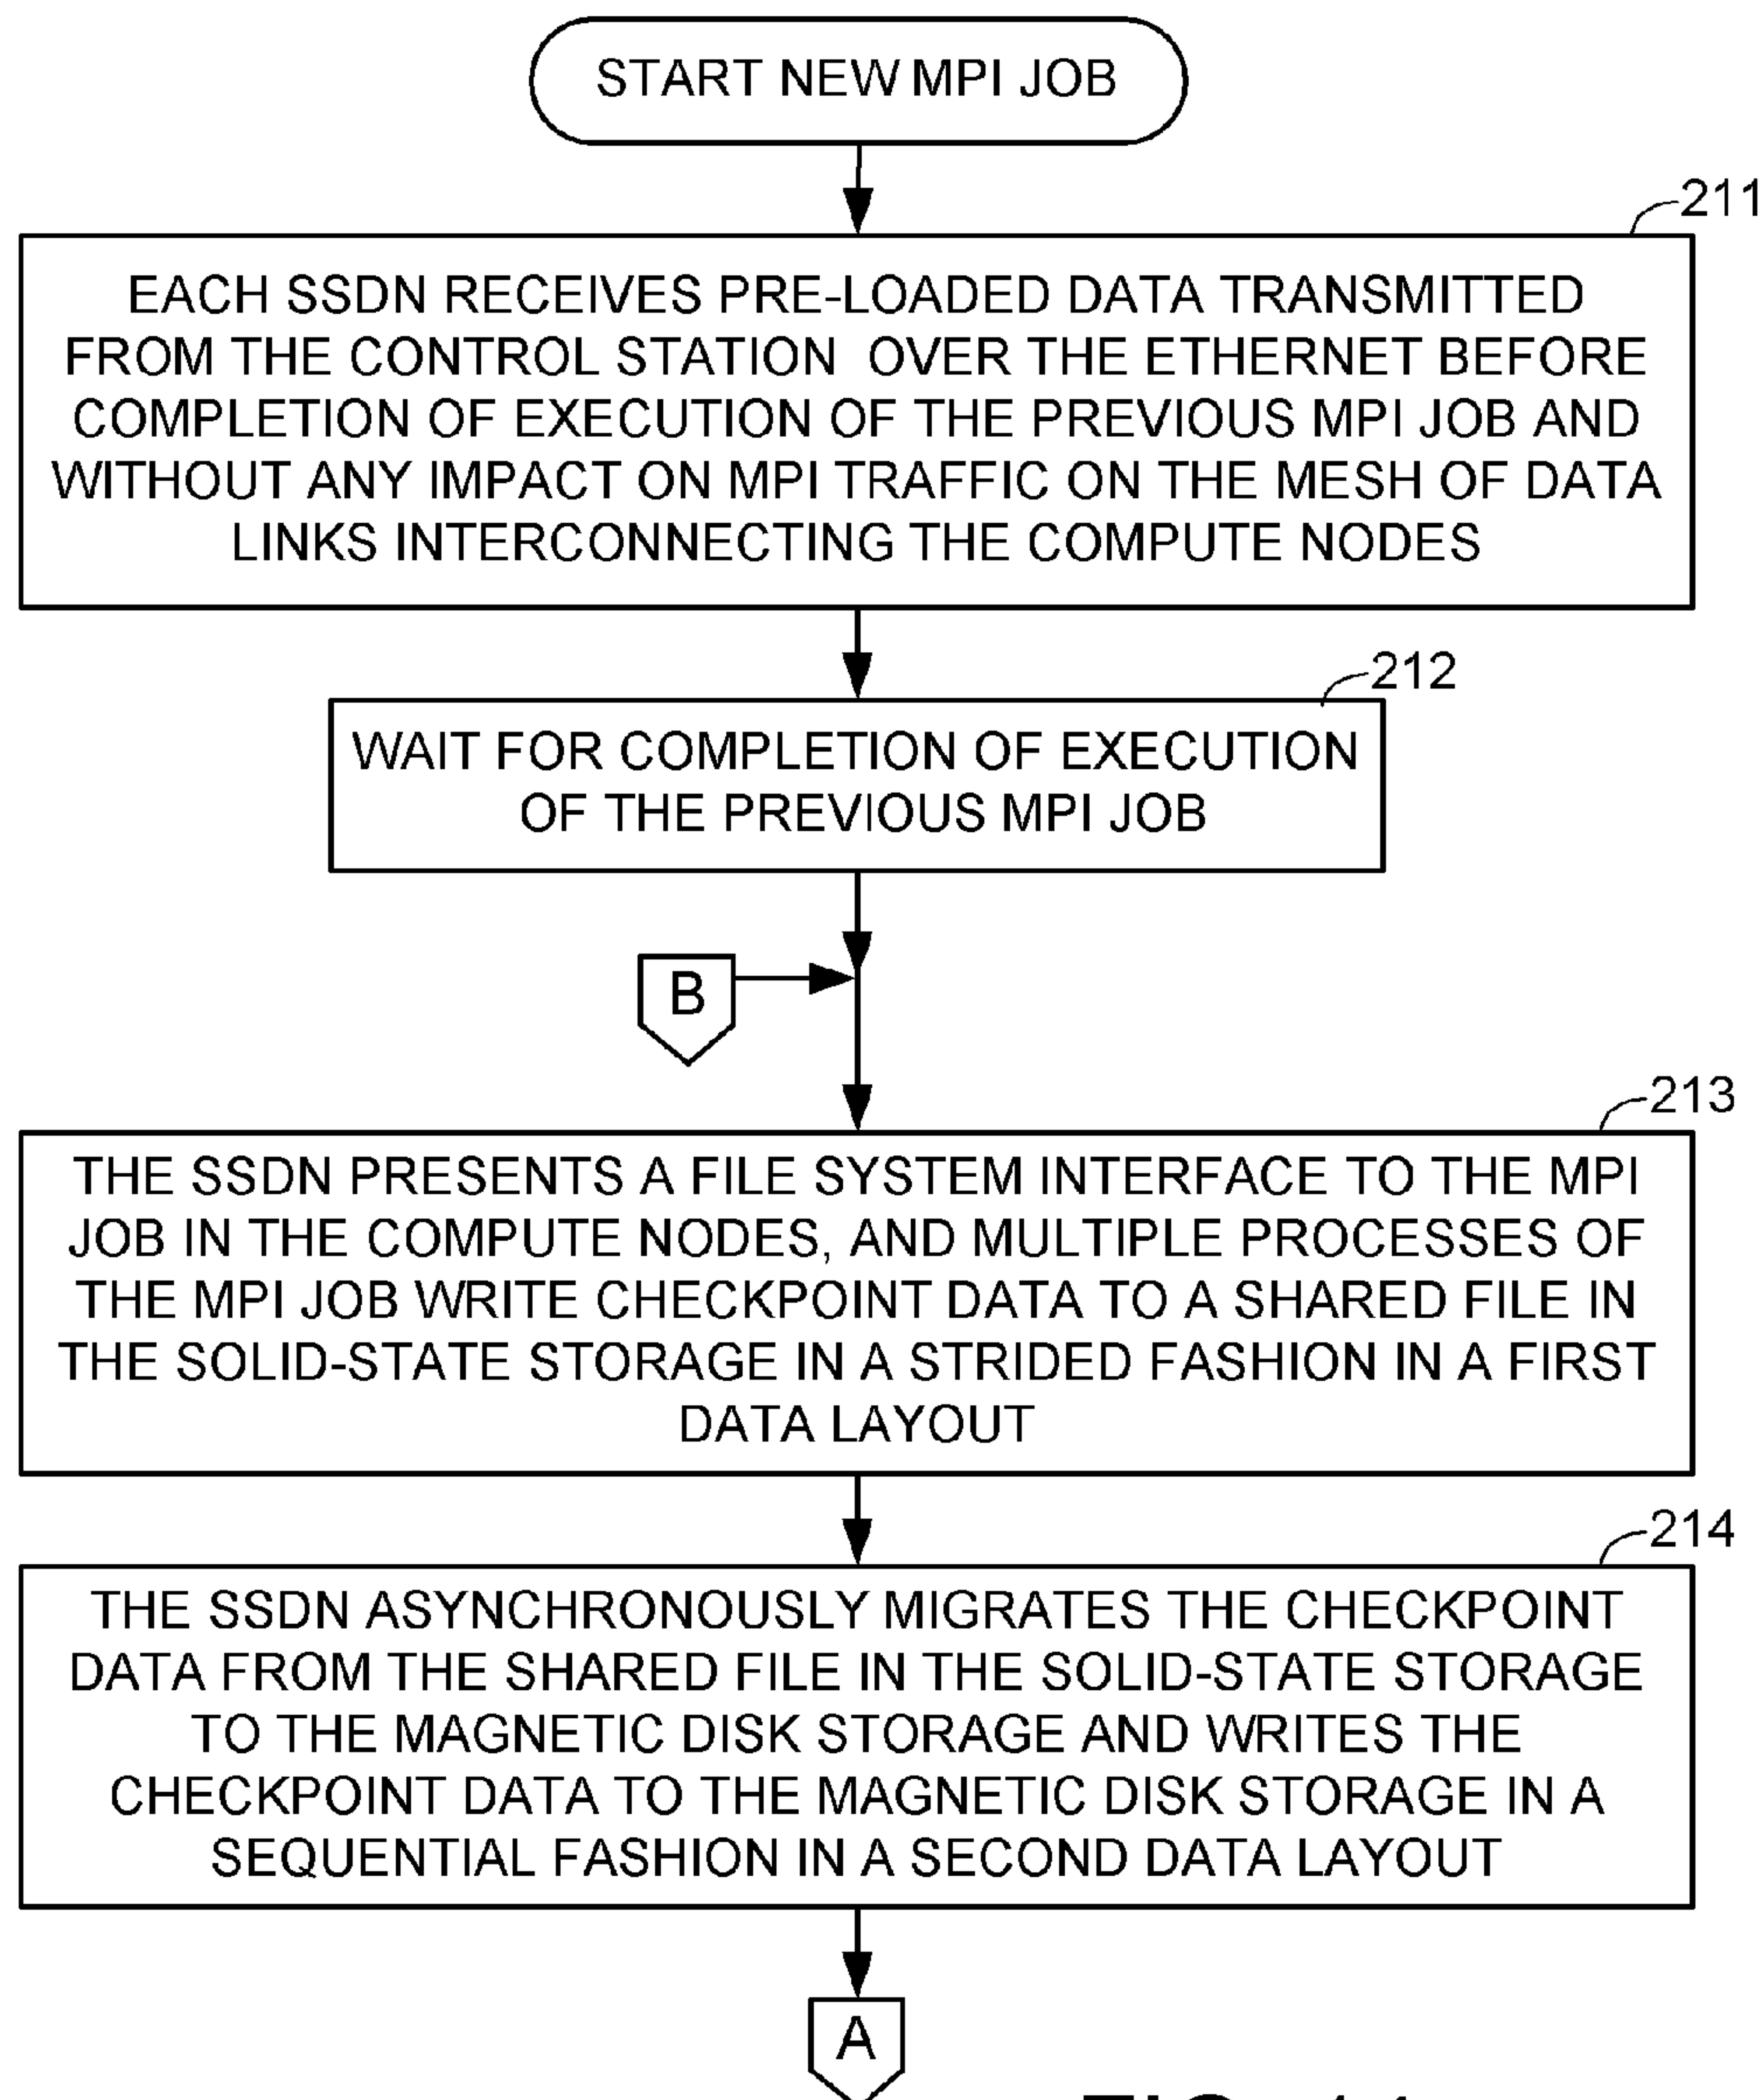 START NEW MPI JOB
211
EACH SSDN RECEIVES PRE-LOADED DATA TRANSMITTED
FROM THE CONTROL STATION OVER THE ETHERNET BEFORE
COMPLETION OF EXECUTION OF THE PREVIOUS MPI JOB AND
WITHOUT ANY IMPACT ON MPI TRAFFIC ON THE MESH OF DATA
LINKS INTERCONNECTING THE COMPUTE NODES
212
WAIT FOR COMPLETION OF EXECUTION
OF THE PREVIOUS MPI JOB
B
213
THE SSDN PRESENTS A FILE SYSTEM INTERFACE TO THE MPI
JOB IN THE COMPUTE NODES, AND MULTIPLE PROCESSES OF
THE MPI JOB WRITE CHECKPOINT DATA TO A SHARED FILE IN
THE SOLID-STATE STORAGE IN A STRIDED FASHION IN A FIRST
DATA LAYOUT
214
THE SSDN ASYNCHRONOUSLY MIGRATES THE CHECKPOINT
DATA FROM THE SHARED FILE IN THE SOLID-STATE STORAGE
TO THE MAGNETIC DISK STORAGE AND WRITES THE
CHECKPOINT DATA TO THE MAGNETIC DISK STORAGE IN A
SEQUENTIAL FASHION IN A SECOND DATA LAYOUT
A